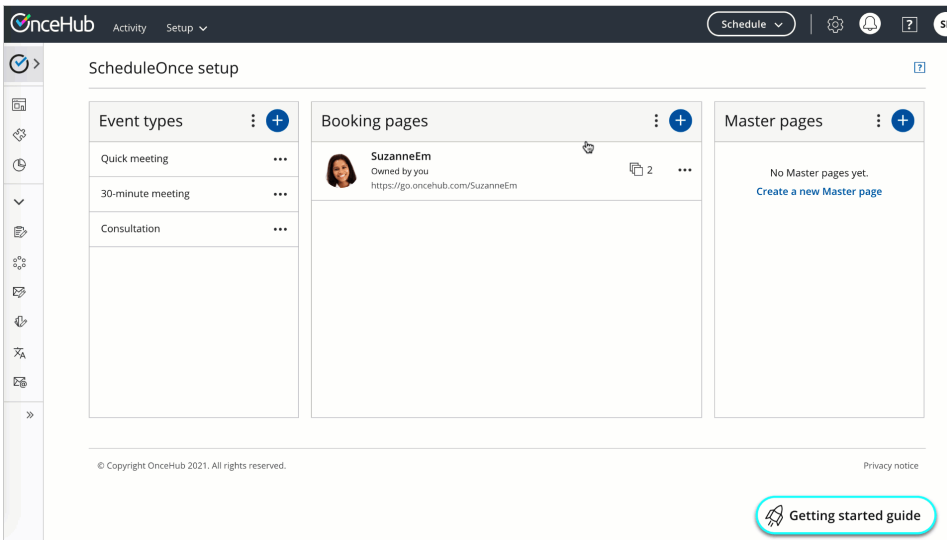 OnceHub Activity Setup Schedule ?
ScheduleOnce setup ?
Event types
Quick meeting
30-minute meeting
Consultation
Booking pages
SuzanneEm
Owned by you
https://go.oncehub.com/SuzanneEm
2
Master pages
No Master pages yet.
Create a new Master page
© Copyright OnceHub 2021. All rights reserved.
Privacy notice
Getting started guide